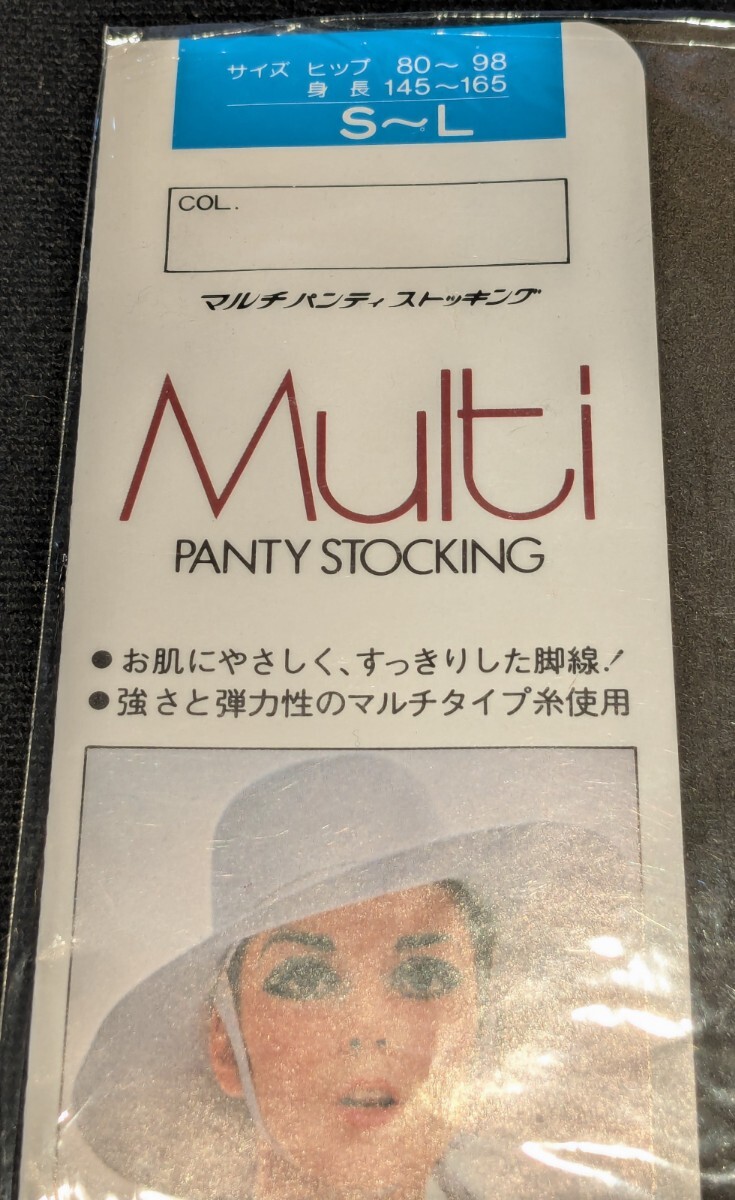 サイズ ヒップ 80〜98
身長 145〜165
S〜L
COL.
マルチパンティストッキング
Multi
PANTY STOCKING
●お肌にやさしく、すっきりした脚線!
●強さと弾力性のマルチタイプ糸使用